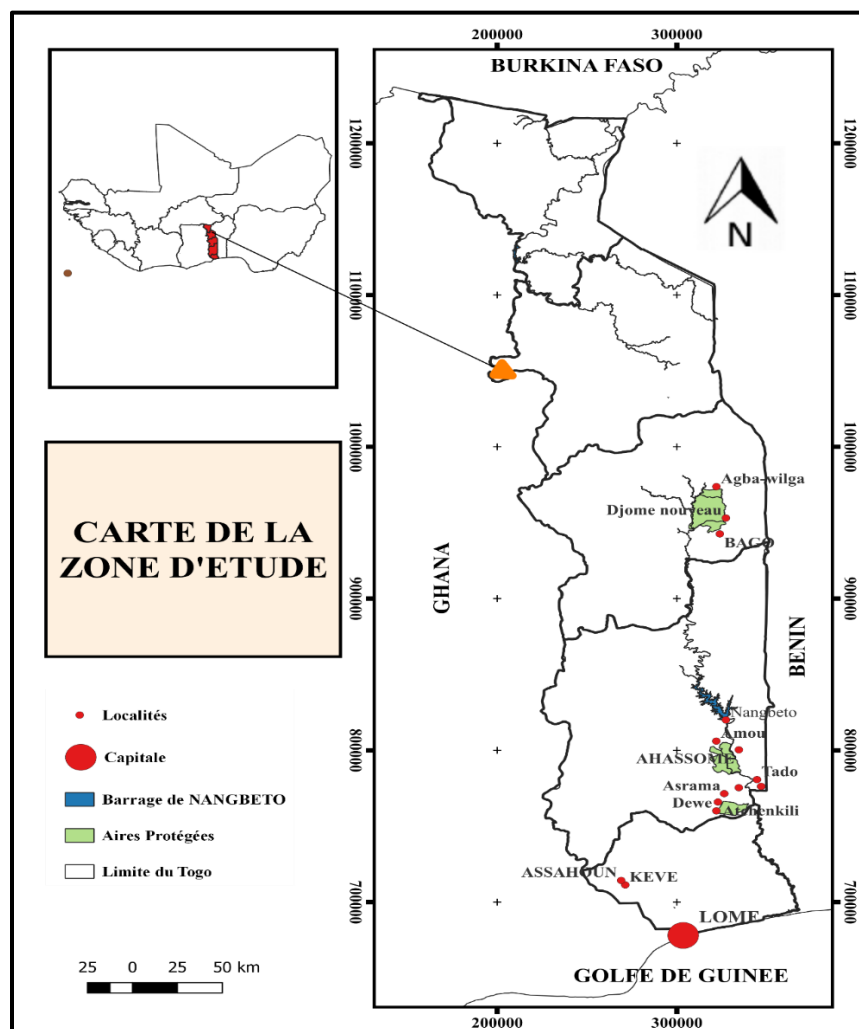 200000 300000
BURKINA FASO
N
1200000 1200000
1100000 1100000
1000000 1000000
Agba-wilga
Djome nouveau
BAGO
CARTE DE LA
ZONE D'ETUDE
GHANA
900000 900000
BENIN
Nangbeto
Amou
800000 800000
AHASSOME
Tado
Asrama
Dewe
Atchenkili
ASSAHOUN KEVE
700000 700000
LOME
GOLFE DE GUINEE
200000 300000
Localités
Capitale
Barrage de NANGBETO
Aires Protégées
Limite du Togo
25 0 25 50 km